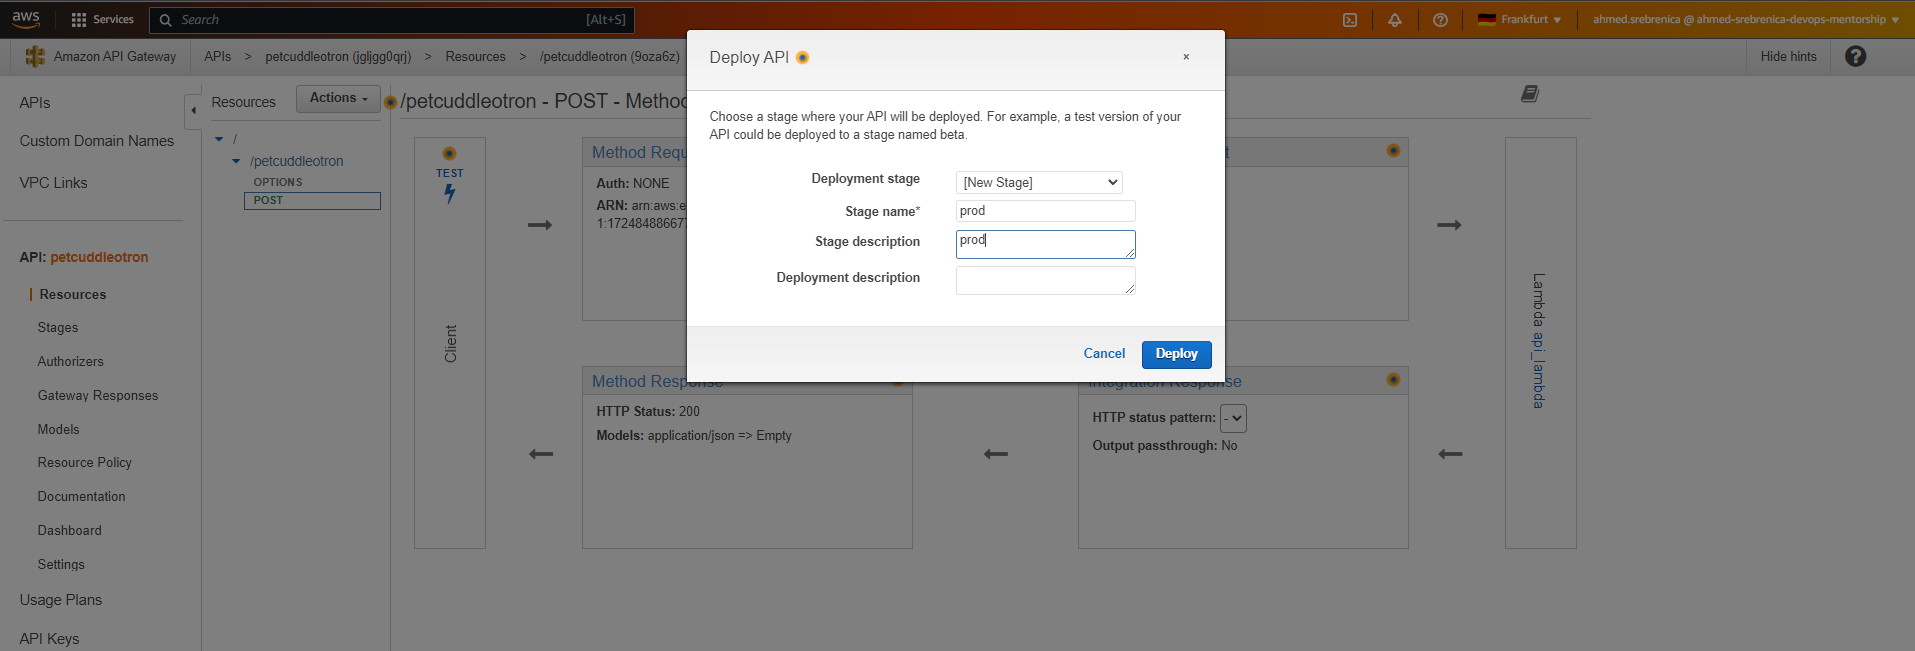 aws
Services
Search
[Alt+S]
Frankfurt
ahmed.srebrenica @ ahmed-srebrenica-devops-mentorship
Amazon API Gateway
APIs > petcuddleotron (jgljgg0qrj) > Resources > /petcuddleotron (9oza6z)
Hide hints
APIs
Custom Domain Names
VPC Links
API: petcuddleotron
Resources
Stages
Authorizers
Gateway Responses
Models
Resource Policy
Documentation
Dashboard
Settings
Usage Plans
API Keys
Resources
Actions
/
/petcuddleotron
OPTIONS
POST
/petcuddleotron - POST - Metho
TEST
Client
Method Requ
Auth: NONE
ARN: arn:aws:e
1:17248488667
Method Response
HTTP Status: 200
Models: application/json => Empty
Integration Response
HTTP status pattern: -
Output passthrough: No
Lambda api_lambda
Deploy API
×
Choose a stage where your API will be deployed. For example, a test version of your
API could be deployed to a stage named beta.
Deployment stage
[New Stage]
Stage name*
prod
Stage description
prod
Deployment description
Cancel
Deploy